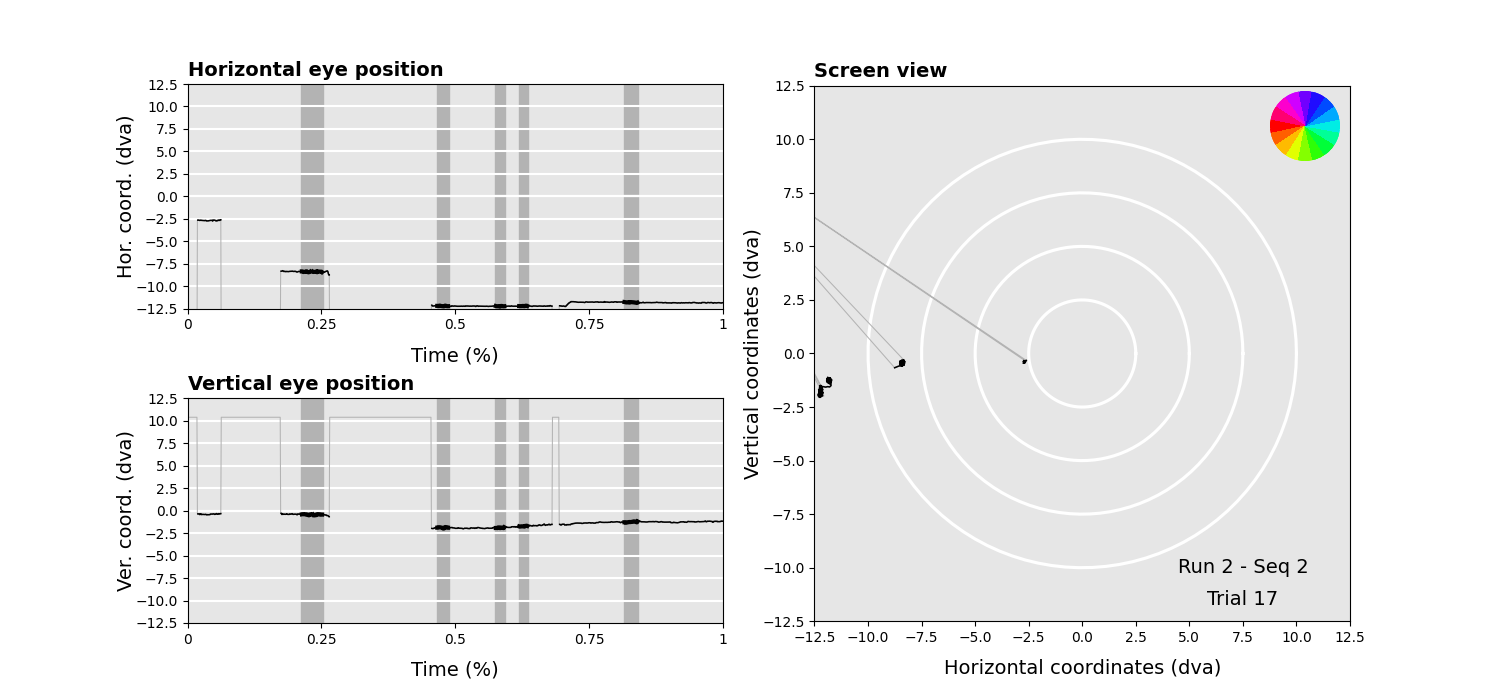 Horizontal eye position
12.5
10.0
7.5
5.0
2.5
0.0
−2.5
−5.0
−7.5
−10.0
−12.5
Hor. coord. (dva)
0 0.25 0.5 0.75 1
Time (%)
Vertical eye position
12.5
10.0
7.5
5.0
2.5
0.0
−2.5
−5.0
−7.5
−10.0
−12.5
Ver. coord. (dva)
0 0.25 0.5 0.75 1
Time (%)
Screen view
12.5
10.0
7.5
5.0
2.5
0.0
−2.5
−5.0
−7.5
−10.0
−12.5
Vertical coordinates (dva)
Run 2 - Seq 2
Trial 17
−12.5 −10.0 −7.5 −5.0 −2.5 0.0 2.5 5.0 7.5 10.0 12.5
Horizontal coordinates (dva)